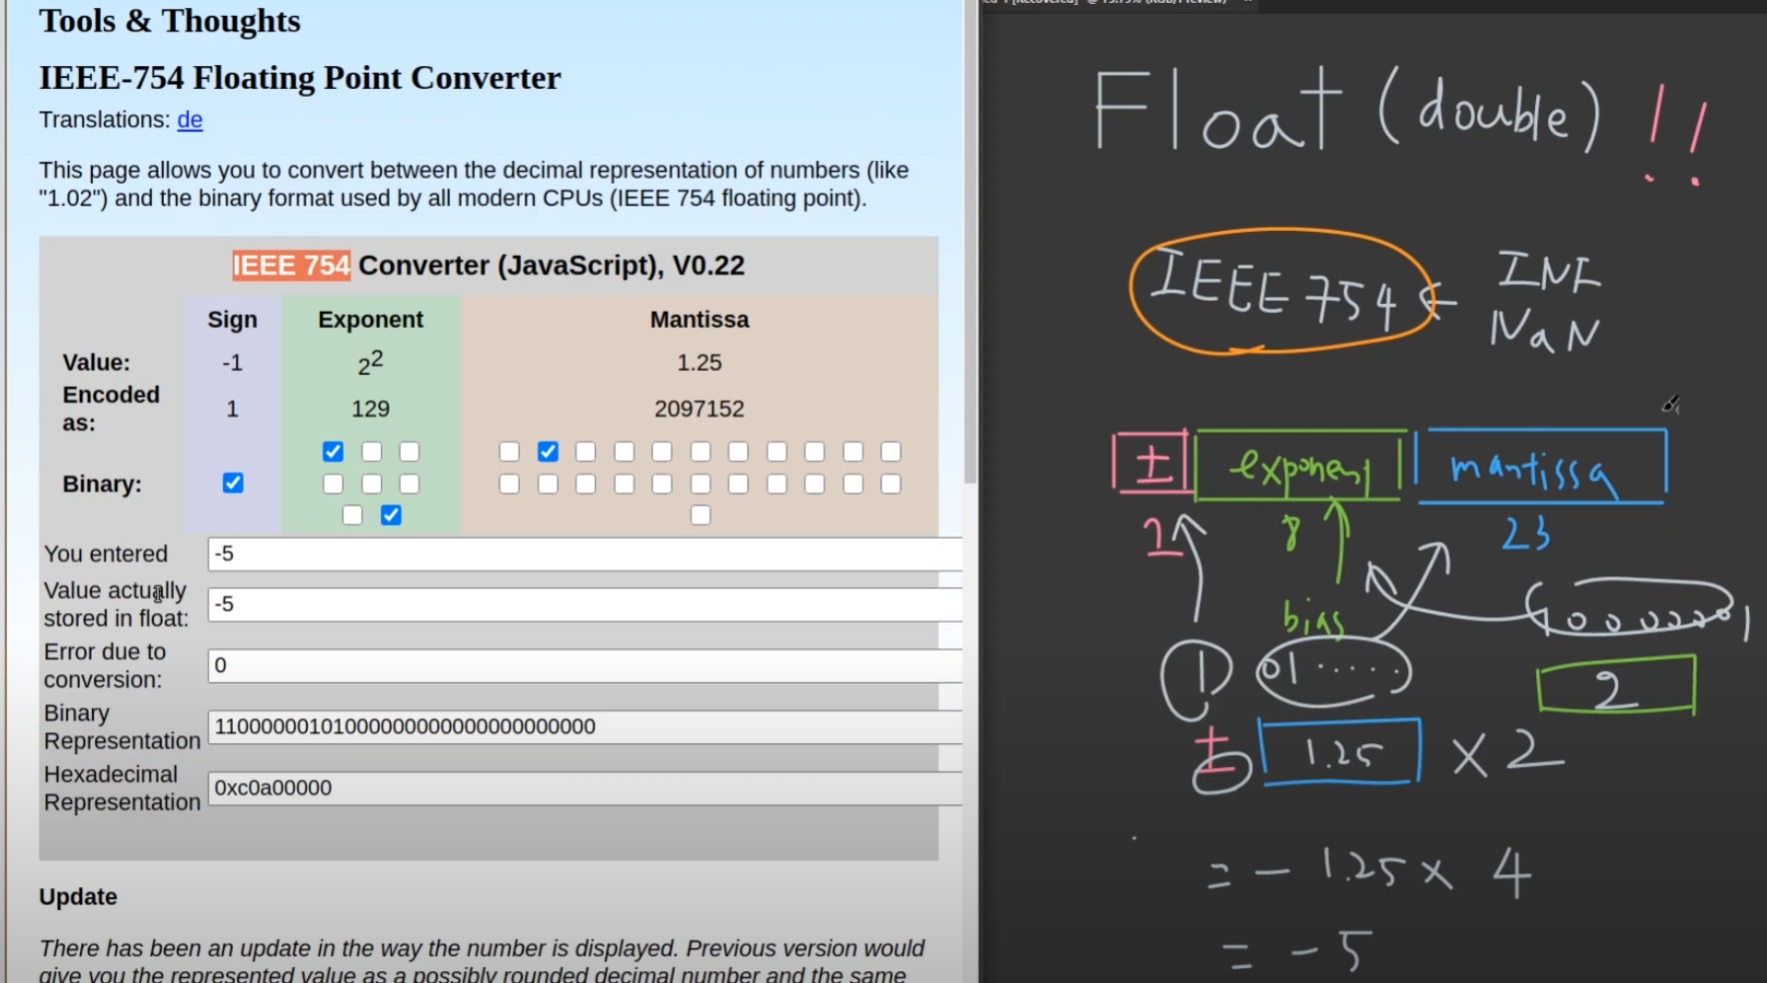 Tools & Thoughts
IEEE-754 Floating Point Converter
Translations: de
This page allows you to convert between the decimal representation of numbers (like
"1.02") and the binary format used by all modern CPUs (IEEE 754 floating point).
IEEE 754 Converter (JavaScript), V0.22
Sign Exponent Mantissa
Value: -1 2² 1.25
Encoded
as: 1 129 2097152
Binary:
You entered -5
Value actually
stored in float: -5
Error due to
conversion: 0
Binary
Representation 11000000101000000000000000000000
Hexadecimal
Representation 0xc0a00000
Update
There has been an update in the way the number is displayed. Previous version would
give you the represented value as a possibly rounded decimal number and the same
Float (double) !!
IEEE 754 ← INF
NaN
± exponent mantissa
8 23
bias
1 01.....
2
± 1.25 × 2
= - 1.25 × 4
= - 5